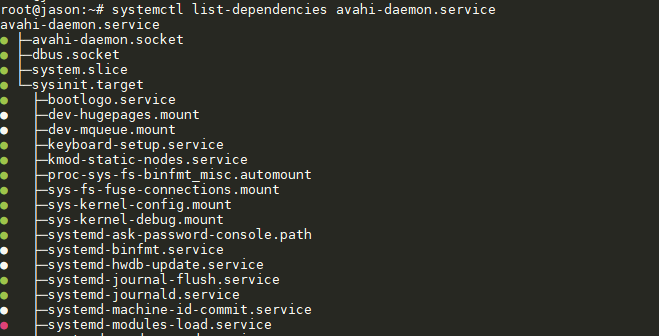 root@jason:~# systemctl list-dependencies avahi-daemon.service
avahi-daemon.service
● ├─avahi-daemon.socket
● ├─dbus.socket
● ├─system.slice
● └─sysinit.target
●   ├─bootlogo.service
●   ├─dev-hugepages.mount
●   ├─dev-mqueue.mount
●   ├─keyboard-setup.service
●   ├─kmod-static-nodes.service
●   ├─proc-sys-fs-binfmt_misc.automount
●   ├─sys-fs-fuse-connections.mount
●   ├─sys-kernel-config.mount
●   ├─sys-kernel-debug.mount
●   ├─systemd-ask-password-console.path
●   ├─systemd-binfmt.service
●   ├─systemd-hwdb-update.service
●   ├─systemd-journal-flush.service
●   ├─systemd-journald.service
●   ├─systemd-machine-id-commit.service
●   ├─systemd-modules-load.service